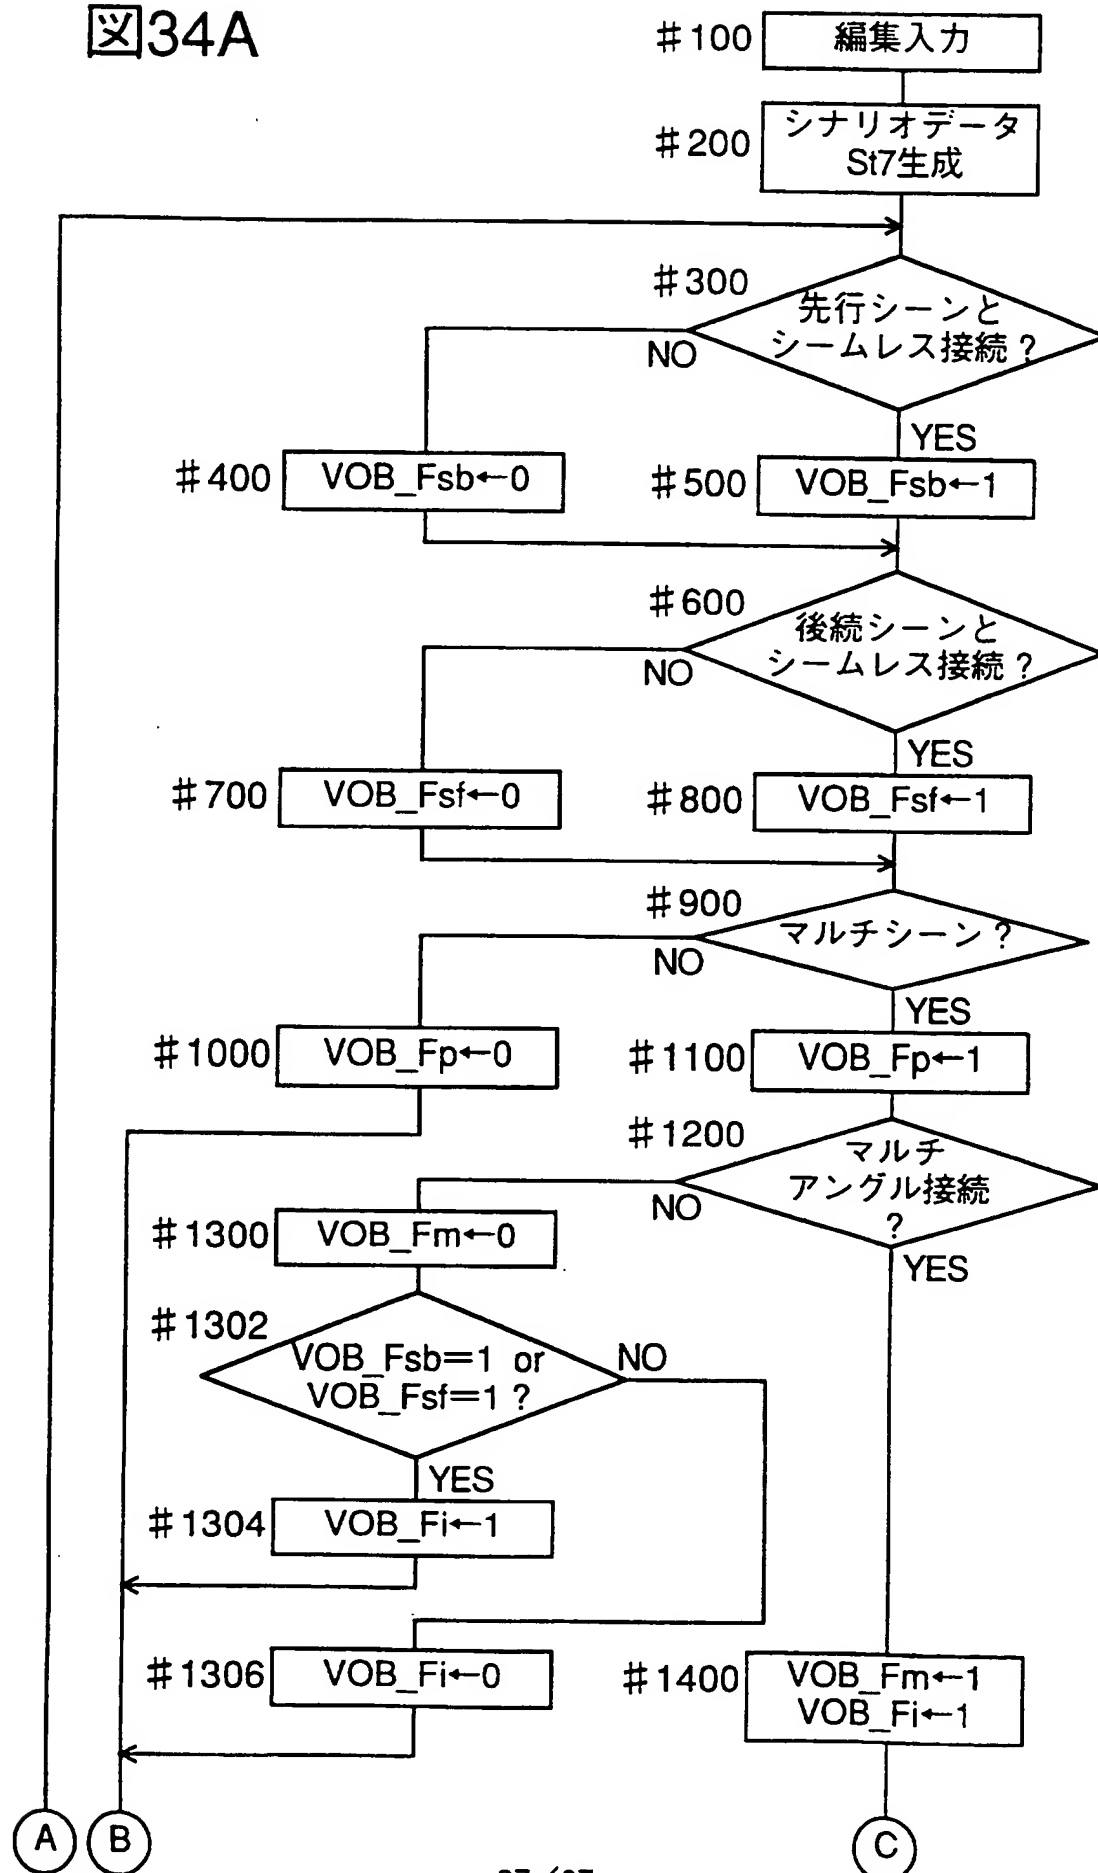 図34A
#100 編集入力
#200 シナリオデータ
St7生成
#300 先行シーンと
シームレス接続?
NO
YES
#400 VOB_Fsb←0
#500 VOB_Fsb←1
#600 後続シーンと
シームレス接続?
NO
YES
#700 VOB_Fsf←0
#800 VOB_Fsf←1
#900 マルチシーン?
NO
YES
#1000 VOB_Fp←0
#1100 VOB_Fp←1
#1200 マルチ
アングル接続
?
NO
YES
#1300 VOB_Fm←0
#1302 VOB_Fsb=1 or
VOB_Fsf=1 ?
NO
YES
#1304 VOB_Fi←1
#1306 VOB_Fi←0
#1400 VOB_Fm←1
VOB_Fi←1
A B C